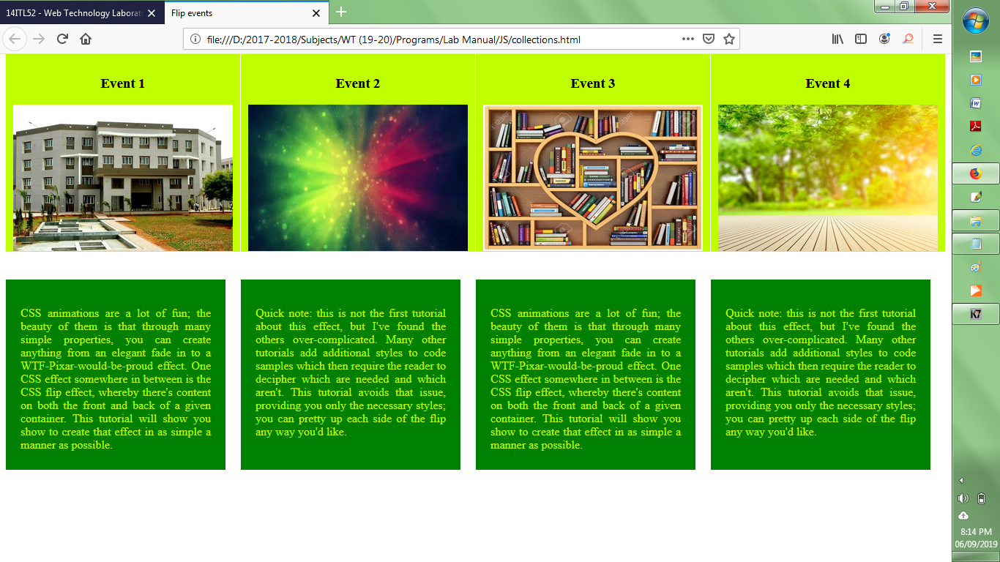 14ITL52 - Web Technology Laborat
Flip events
file:///D:/2017-2018/Subjects/WT (19-20)/Programs/Lab Manual/JS/collections.html
Event 1
Event 2
Event 3
Event 4
collegedunia
123RF
CSS animations are a lot of fun; the
beauty of them is that through many
simple properties, you can create
anything from an elegant fade in to a
WTF-Pixar-would-be-proud effect. One
CSS effect somewhere in between is the
CSS flip effect, whereby there's content
on both the front and back of a given
container. This tutorial will show you
show to create that effect in as simple a
manner as possible.
Quick note: this is not the first tutorial
about this effect, but I've found the
others over-complicated. Many other
tutorials add additional styles to code
samples which then require the reader to
decipher which are needed and which
aren't. This tutorial avoids that issue,
providing you only the necessary styles;
you can pretty up each side of the flip
any way you'd like.
CSS animations are a lot of fun; the
beauty of them is that through many
simple properties, you can create
anything from an elegant fade in to a
WTF-Pixar-would-be-proud effect. One
CSS effect somewhere in between is the
CSS flip effect, whereby there's content
on both the front and back of a given
container. This tutorial will show you
show to create that effect in as simple a
manner as possible.
Quick note: this is not the first tutorial
about this effect, but I've found the
others over-complicated. Many other
tutorials add additional styles to code
samples which then require the reader to
decipher which are needed and which
aren't. This tutorial avoids that issue,
providing you only the necessary styles;
you can pretty up each side of the flip
any way you'd like.
K7
8:14 PM
06/09/2019